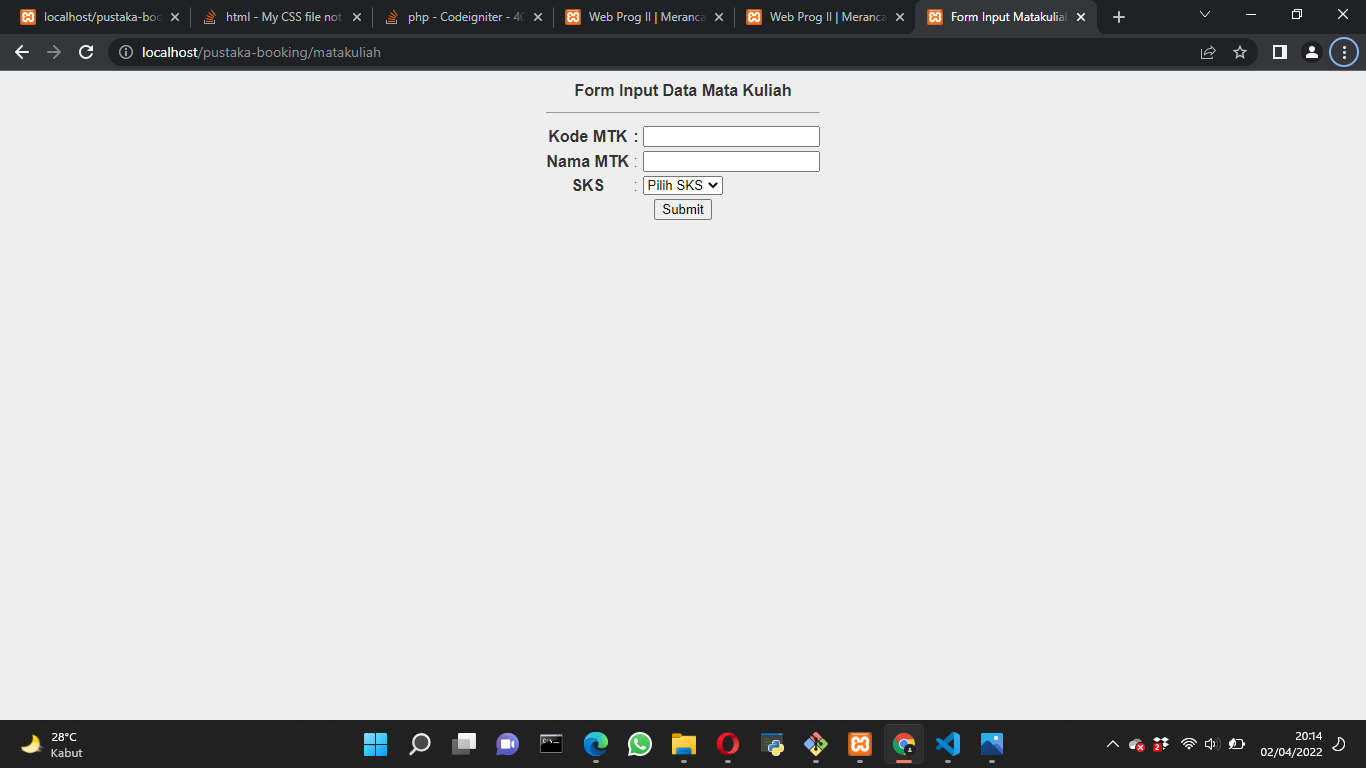 localhost/pustaka-boo
html - My CSS file not
php - Codeigniter - 40
Web Prog II | Meranca
Web Prog II | Meranca
Form Input Matakuliah
localhost/pustaka-booking/matakuliah
Form Input Data Mata Kuliah
Kode MTK :
Nama MTK :
SKS : Pilih SKS
Submit
28°C
Kabut
2
20:14
02/04/2022